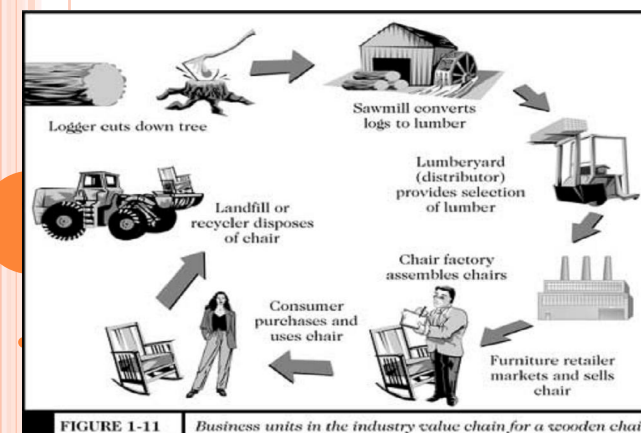 Logger cuts down tree
Sawmill converts
logs to lumber
Lumberyard
(distributor)
provides selection
of lumber
Chair factory
assembles chairs
Furniture retailer
markets and sells
chair
Consumer
purchases and
uses chair
Landfill or
recycler disposes
of chair
FIGURE 1-11 Business units in the industry value chain for a wooden chai